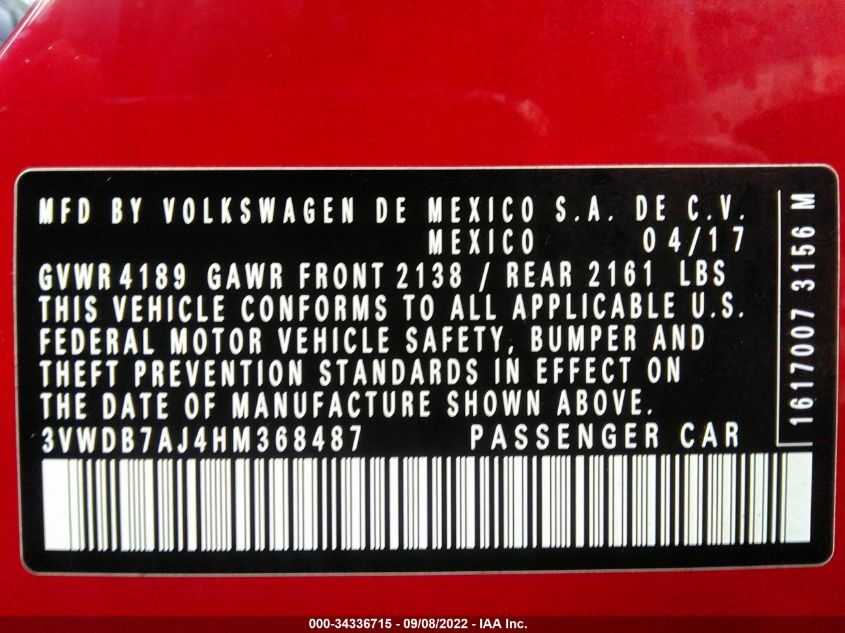 MFD BY VOLKSWAGEN DE MEXICO S.A. DE C.V.
MEXICO 04/17
GVWR 4189 GAWR FRONT 2138 / REAR 2161 LBS
THIS VEHICLE CONFORMS TO ALL APPLICABLE U.S.
FEDERAL MOTOR VEHICLE SAFETY, BUMPER AND
THEFT PREVENTION STANDARDS IN EFFECT ON
THE DATE OF MANUFACTURE SHOWN ABOVE.
3VWDB7AJ4HM368487 PASSENGER CAR
1617007 3156 M
000-34336715 - 09/08/2022 - IAA Inc.